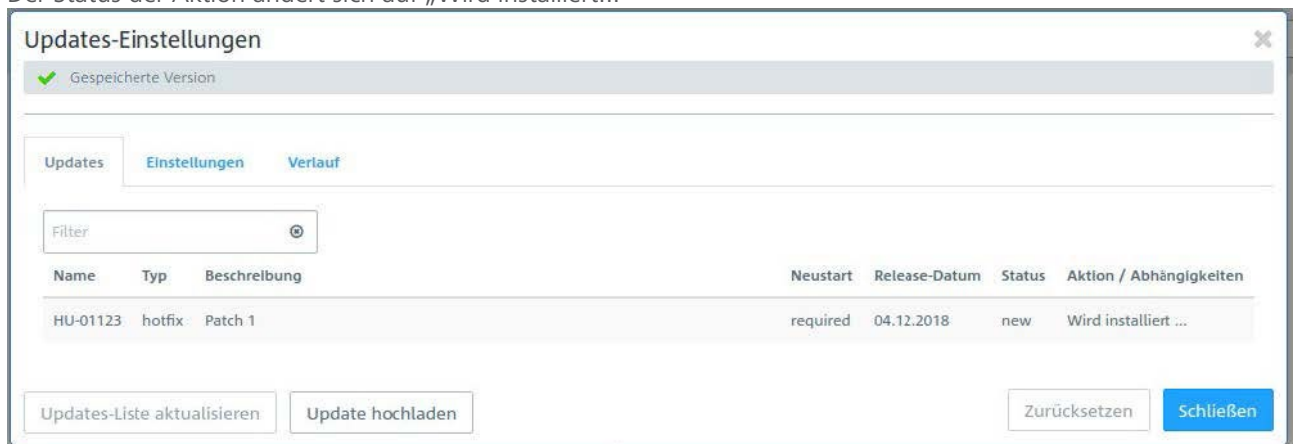 Der Status der Aktion ändert sich auf „Wird installiert...
Updates-Einstellungen
Gespeicherte Version
Updates Einstellungen Verlauf
Filter
Name Typ Beschreibung Neustart Release-Datum Status Aktion / Abhängigkeiten
HU-01123 hotfix Patch 1 required 04.12.2018 new Wird installiert ...
Updates-Liste aktualisieren Update hochladen Zurücksetzen Schließen